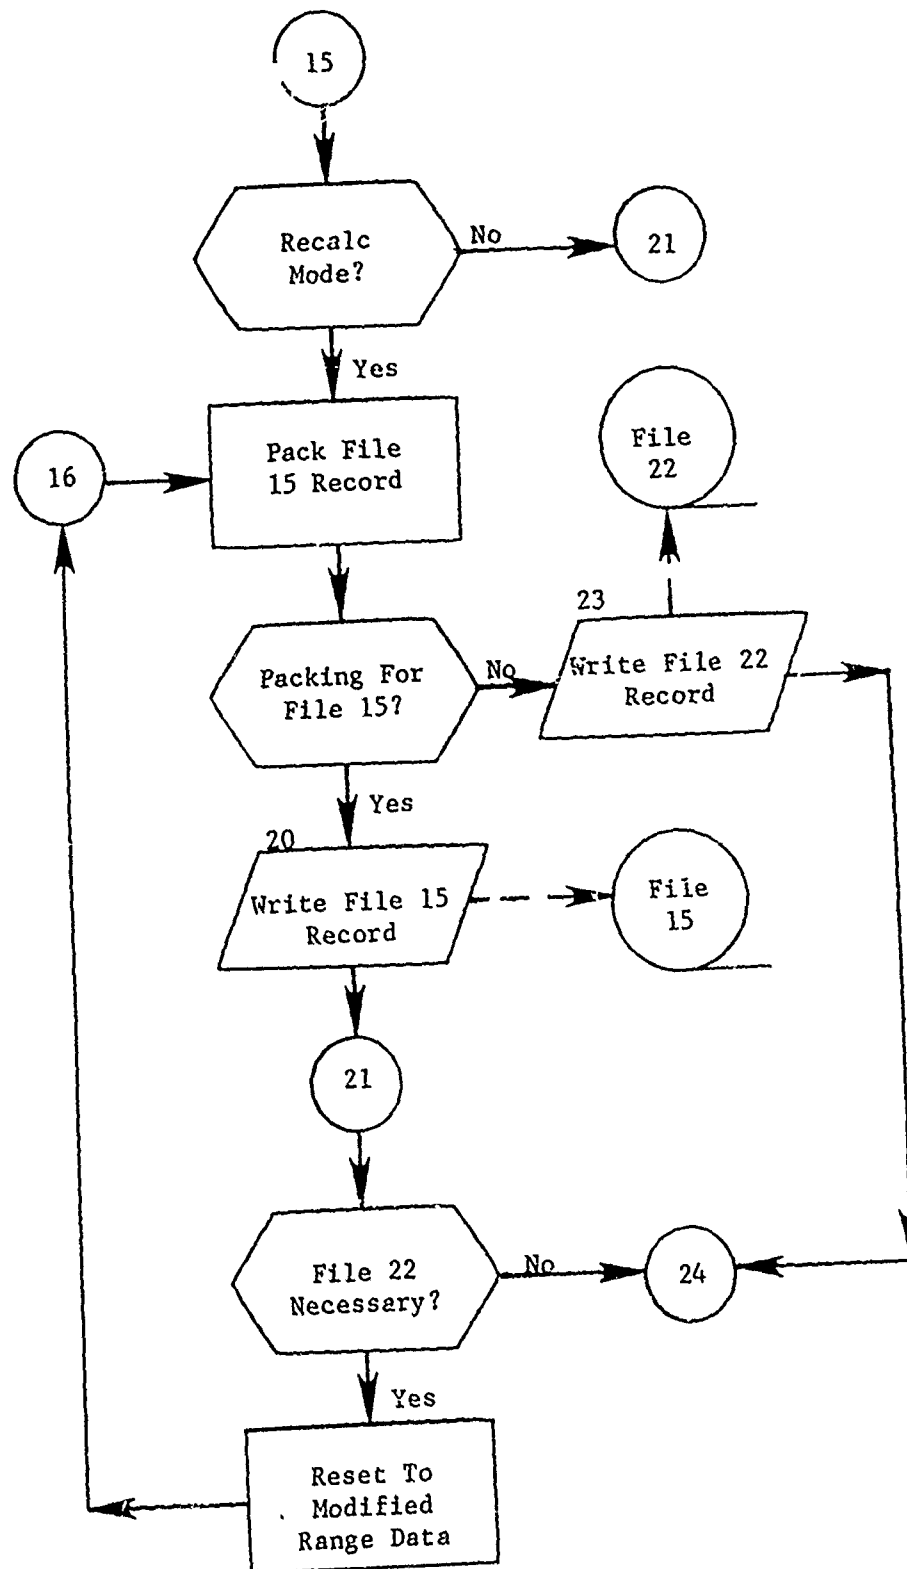 15
Recalc
Mode?
No
21
Yes
Pack File
15 Record
16
File
22
23
Packing For
File 15?
No
Write File 22
Record
Yes
20
Write File 15
Record
File
15
21
File 22
Necessary?
No
24
Yes
Reset To
Modified
Range Data